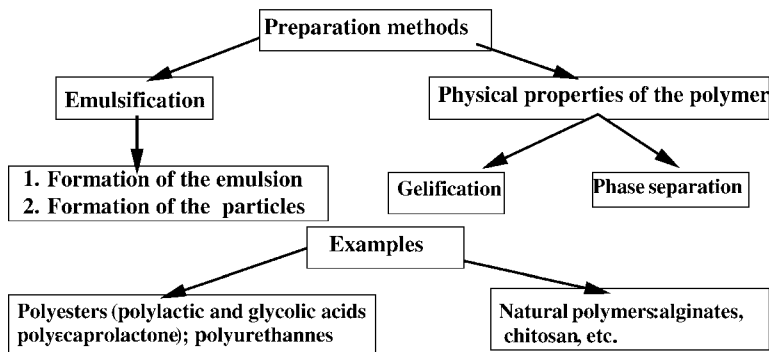 Preparation methods
Emulsification
Physical properties of the polymer
1. Formation of the emulsion
2. Formation of the particles
Gelification
Phase separation
Examples
Polyesters (polylactic and glycolic acids
polyεcaprolactone); polyurethannes
Natural polymers:alginates,
chitosan, etc.